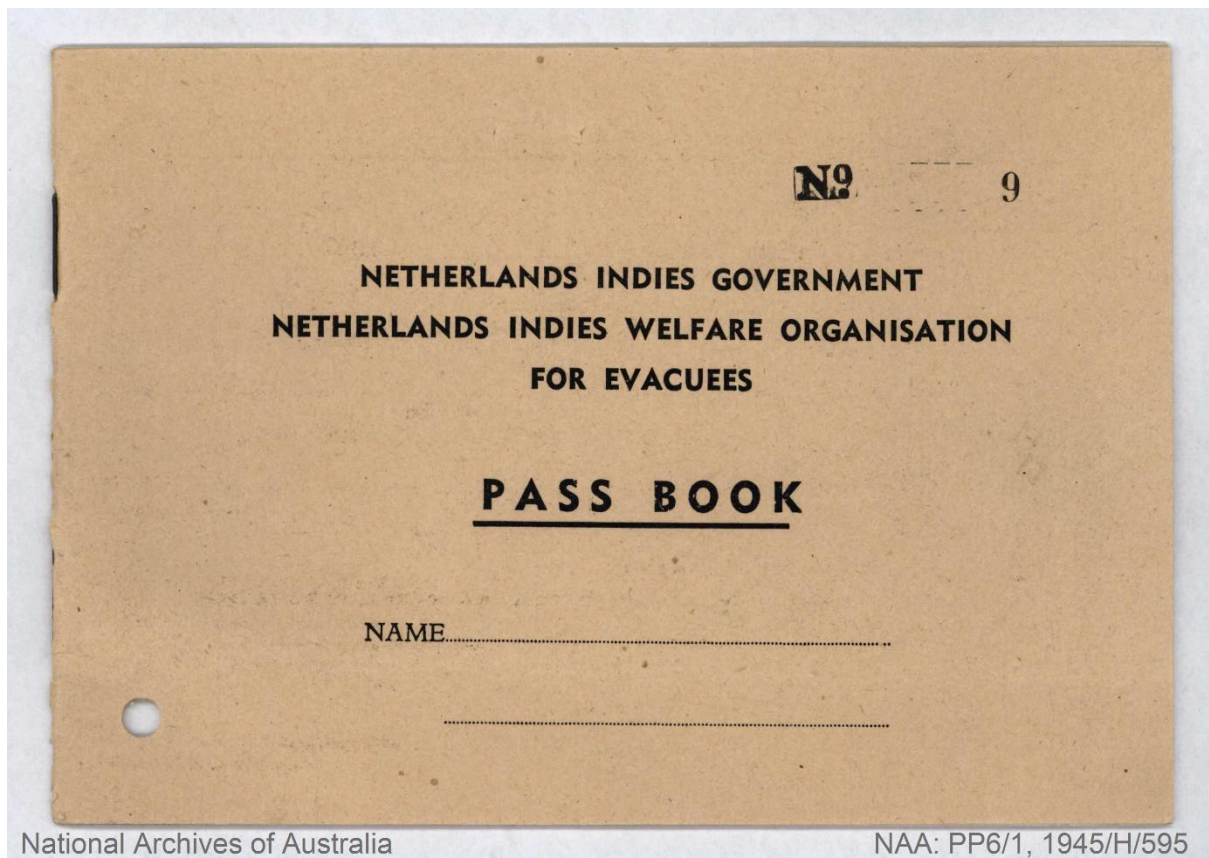 Nº 9
NETHERLANDS INDIES GOVERNMENT
NETHERLANDS INDIES WELFARE ORGANISATION
FOR EVACUEES
PASS BOOK
NAME
National Archives of Australia
NAA: PP6/1, 1945/H/595